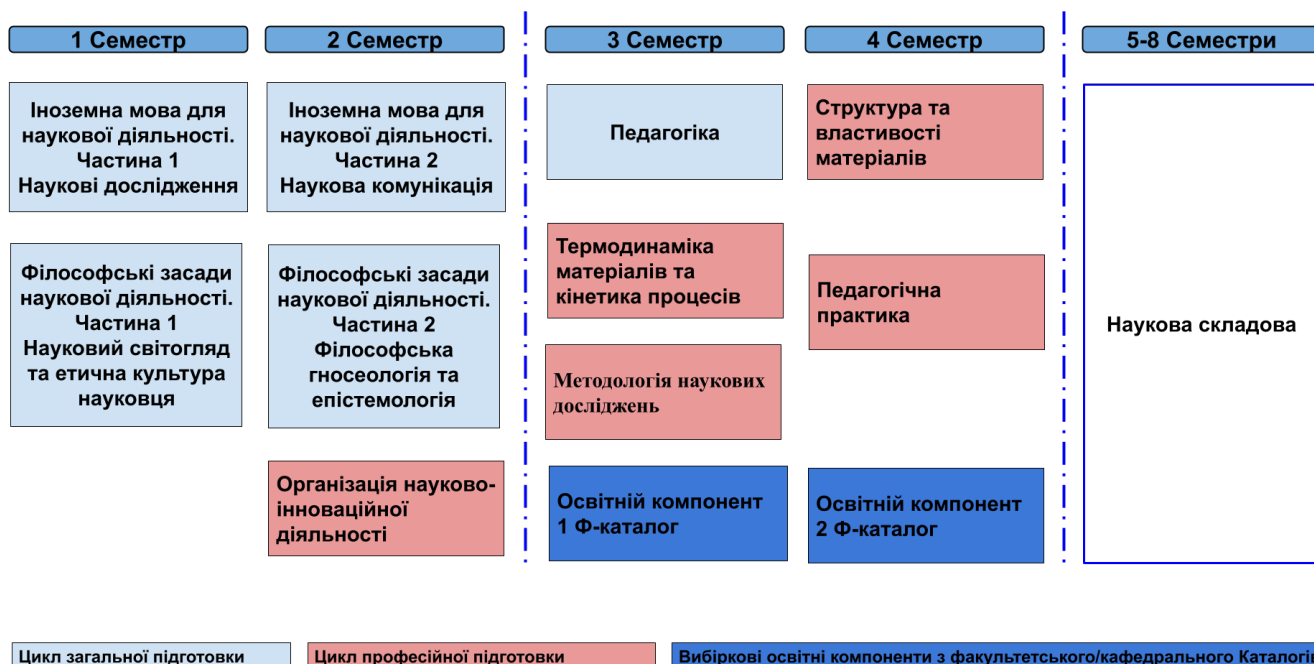 1 Семестр
2 Семестр
3 Семестр
4 Семестр
5-8 Семестри
Іноземна мова для
наукової діяльності.
Частина 1
Наукові дослідження
Іноземна мова для
наукової діяльності.
Частина 2
Наукова комунікація
Педагогіка
Структура та
властивості
матеріалів
Філософські засади
наукової діяльності.
Частина 1
Науковий світогляд
та етична культура
науковця
Філософські засади
наукової діяльності.
Частина 2
Філософська
гносеологія та
епістемологія
Термодинаміка
матеріалів та
кінетика процесів
Педагогічна
практика
Наукова складова
Методологія наукових
досліджень
Організація науково-
інноваційної
діяльності
Освітній компонент
1 Ф-каталог
Освітній компонент
2 Ф-каталог
Цикл загальної підготовки
Цикл професійної підготовки
Вибіркові освітні компоненти з факультетського/кафедрального Каталогів